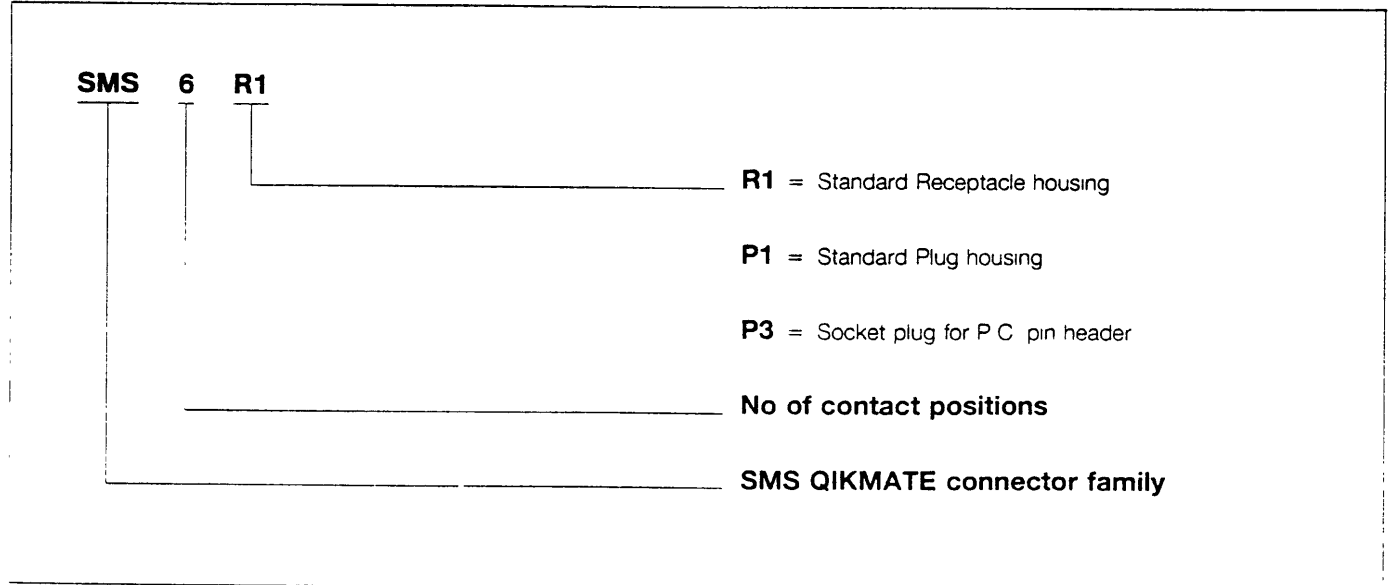 SMS 6 R1
R1 = Standard Receptacle housing
P1 = Standard Plug housing
P3 = Socket plug for P C pin header
No of contact positions
SMS QIKMATE connector family